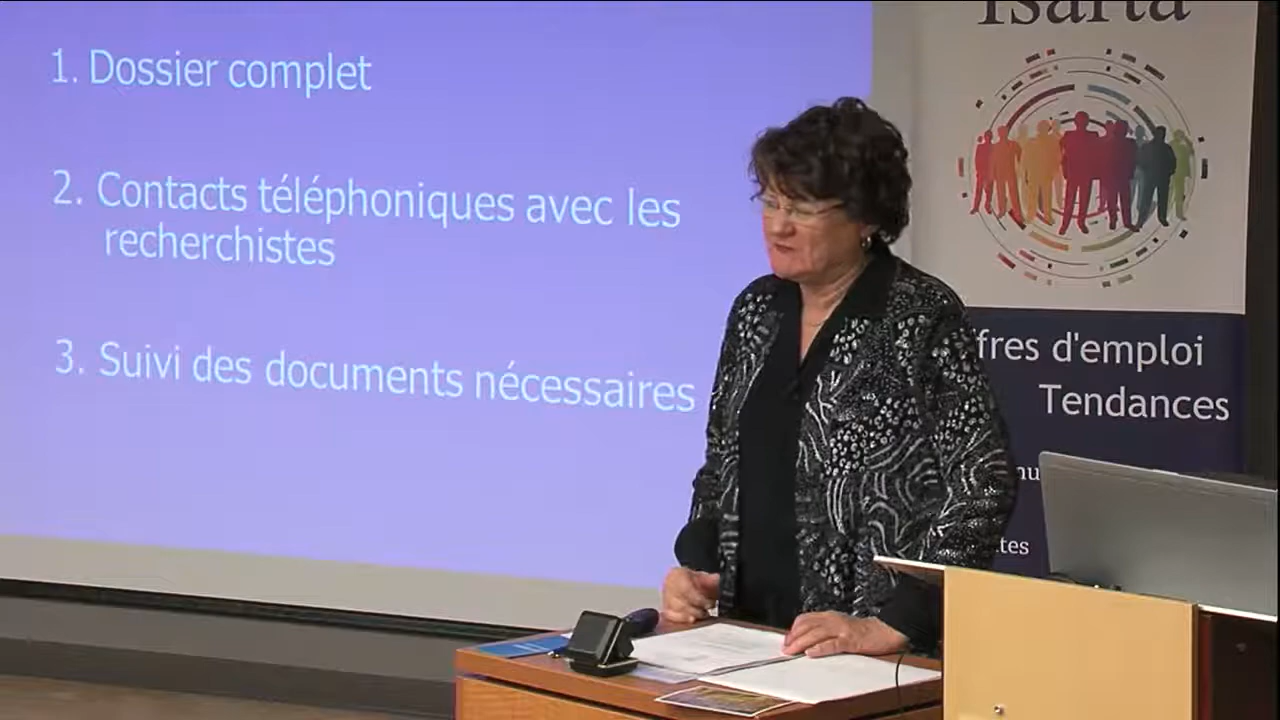 1. Dossier complet
2. Contacts téléphoniques avec les
recherchistes
3. Suivi des documents nécessaires
Isarta
fres d'emploi
Tendances
nu
tes